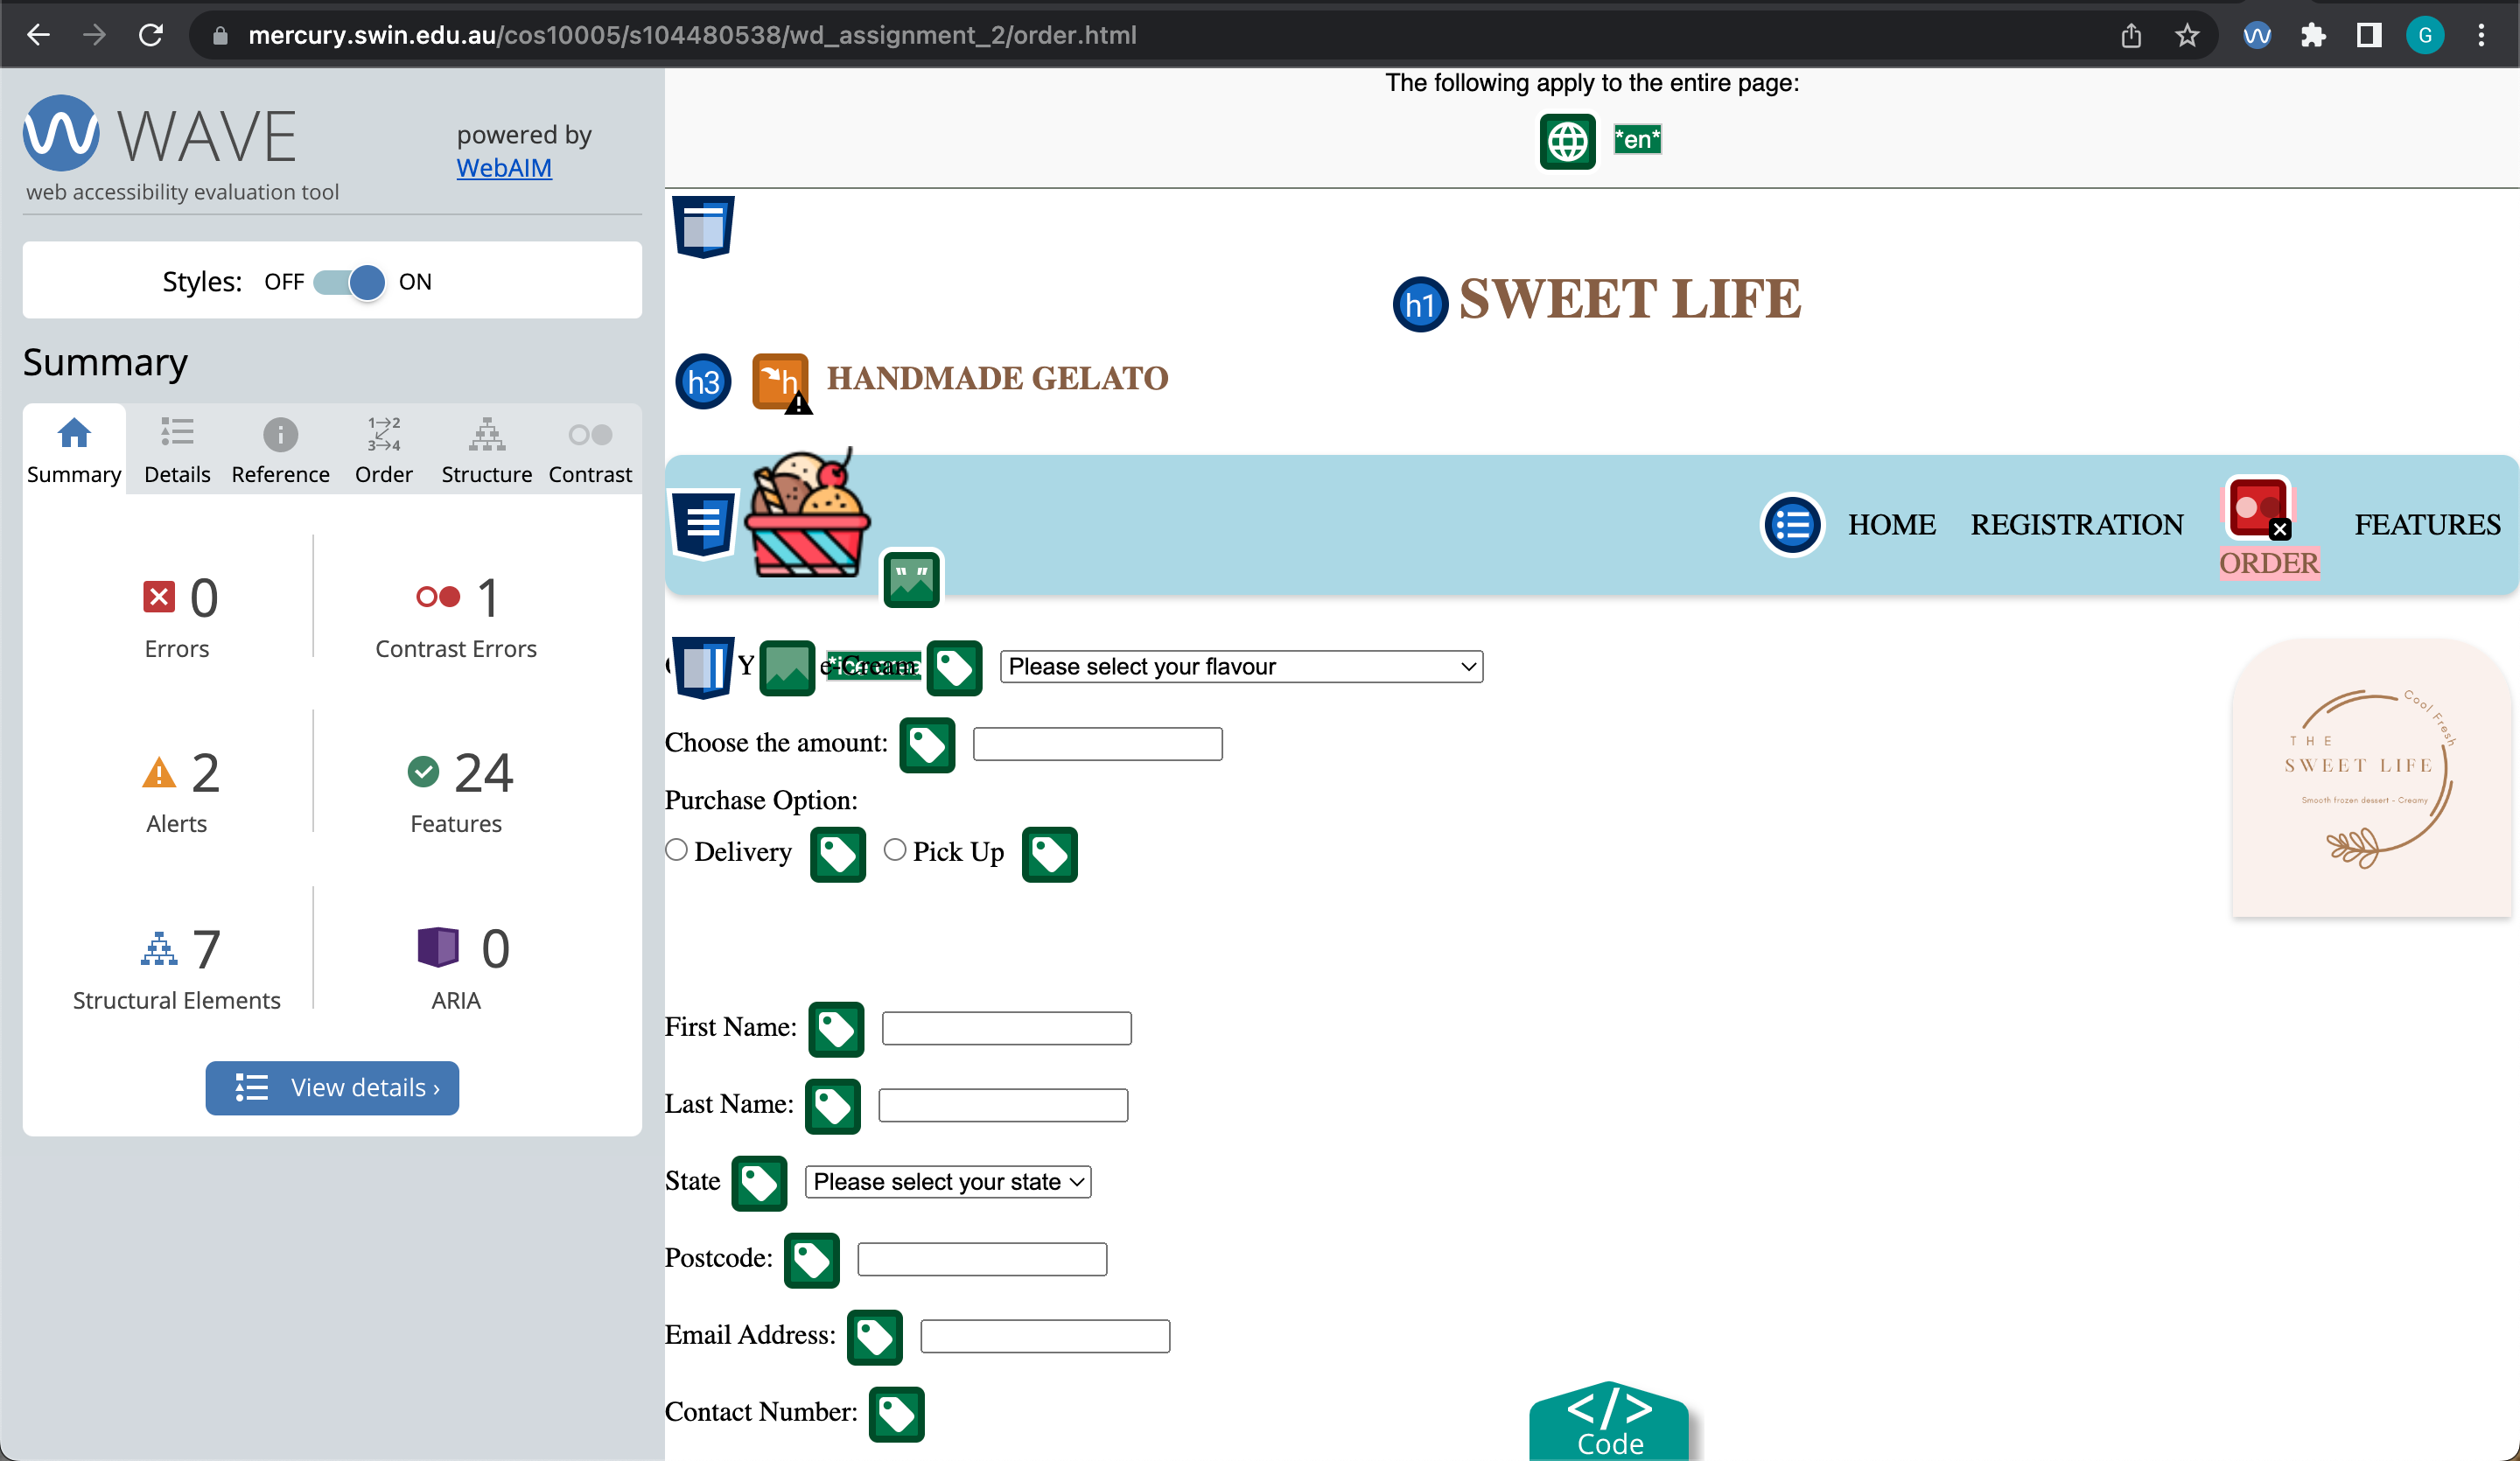 mercury.swin.edu.au/cos10005/s104480538/wd_assignment_2/order.html
G
WAVE
web accessibility evaluation tool
powered by
WebAIM
Styles: OFF ON
Summary
1 2
3 4
Summary Details Reference Order Structure Contrast
0
Errors
1
Contrast Errors
2
Alerts
24
Features
7
Structural Elements
0
ARIA
View details ›
The following apply to the entire page:
*en*
h1 SWEET LIFE
h3 h HANDMADE GELATO
HOME REGISTRATION ORDER FEATURES
e-Cream Please select your flavour
Choose the amount:
Purchase Option:
Delivery Pick Up
First Name:
Last Name:
State Please select your state
Postcode:
Email Address:
Contact Number:
Cool Fresh
THE
SWEET LIFE
Smooth frozen dessert - Creamy
</>
Code